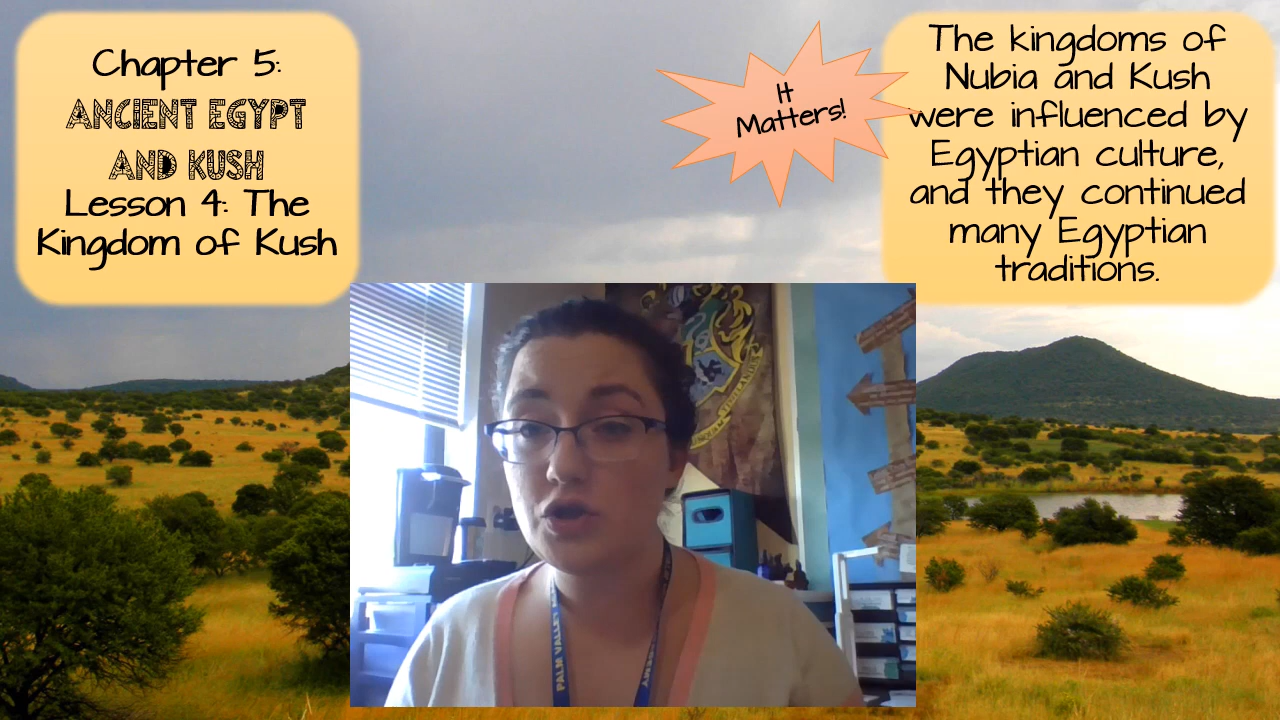 Chapter 5:
ANCIENT EGYPT
AND KUSH
Lesson 4: The
Kingdom of Kush
It
Matters!
The kingdoms of
Nubia and Kush
were influenced by
Egyptian culture,
and they continued
many Egyptian
traditions.
PALM VALLEY